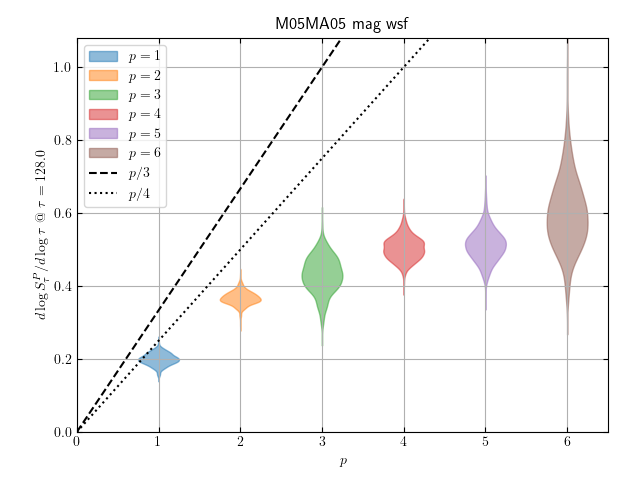 M05MA05 mag wsf
p = 1
p = 2
p = 3
p = 4
p = 5
p = 6
p/3
p/4
d log S_τ^P / d log τ @ τ = 128.0
1.0
0.8
0.6
0.4
0.2
0.0
0 1 2 3 4 5 6
p